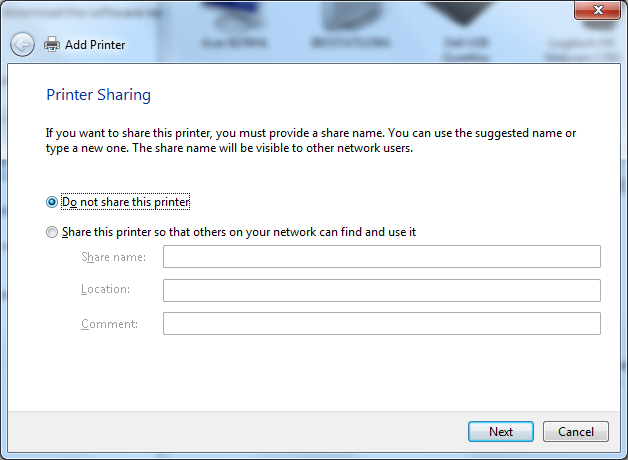 download the software
Add Printer
Printer Sharing
If you want to share this printer, you must provide a share name. You can use the suggested name or
type a new one. The share name will be visible to other network users.
Do not share this printer
Share this printer so that others on your network can find and use it
Share name:
Location:
Comment:
Next
Cancel